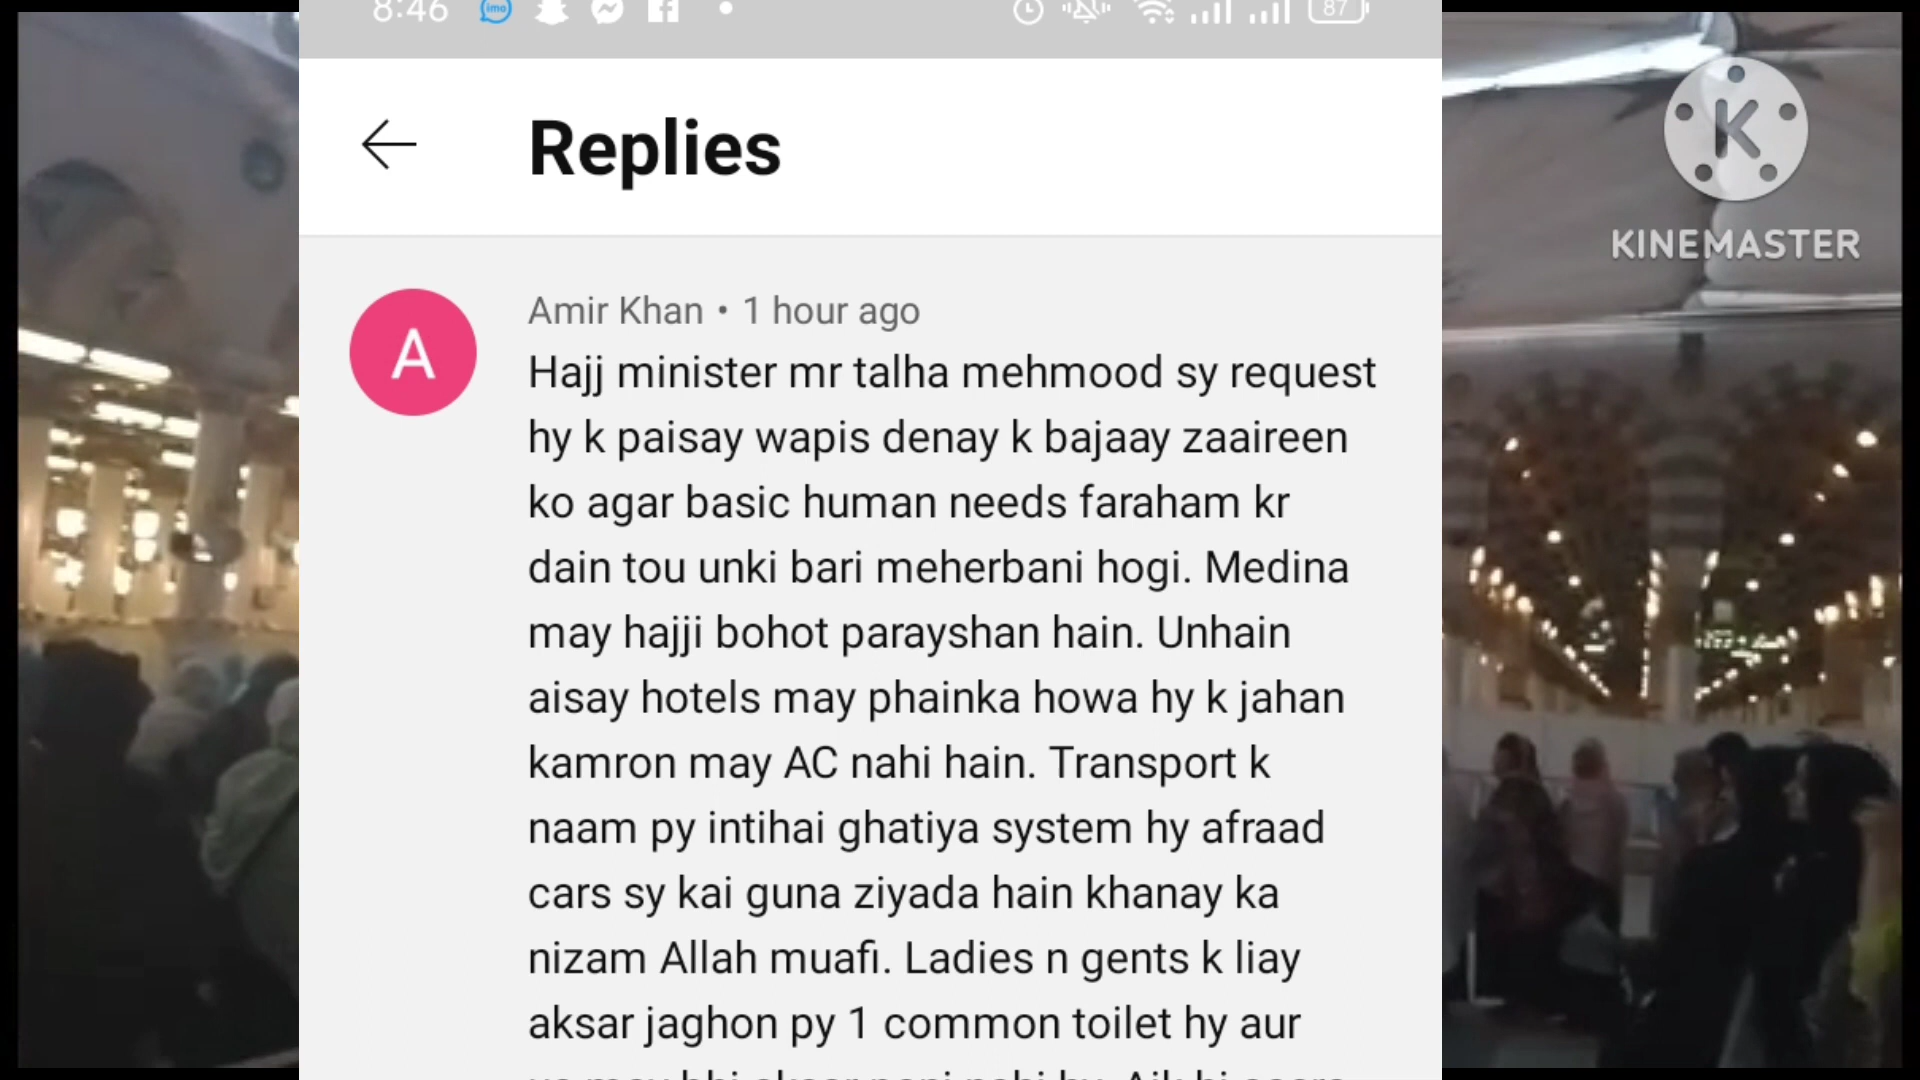 8:46
imo
87
Replies
KINEMASTER
A
Amir Khan • 1 hour ago
Hajj minister mr talha mehmood sy request
hy k paisay wapis denay k bajaay zaaireen
ko agar basic human needs faraham kr
dain tou unki bari meherbani hogi. Medina
may hajji bohot parayshan hain. Unhain
aisay hotels may phainka howa hy k jahan
kamron may AC nahi hain. Transport k
naam py intihai ghatiya system hy afraad
cars sy kai guna ziyada hain khanay ka
nizam Allah muafi. Ladies n gents k liay
aksar jaghon py 1 common toilet hy aur